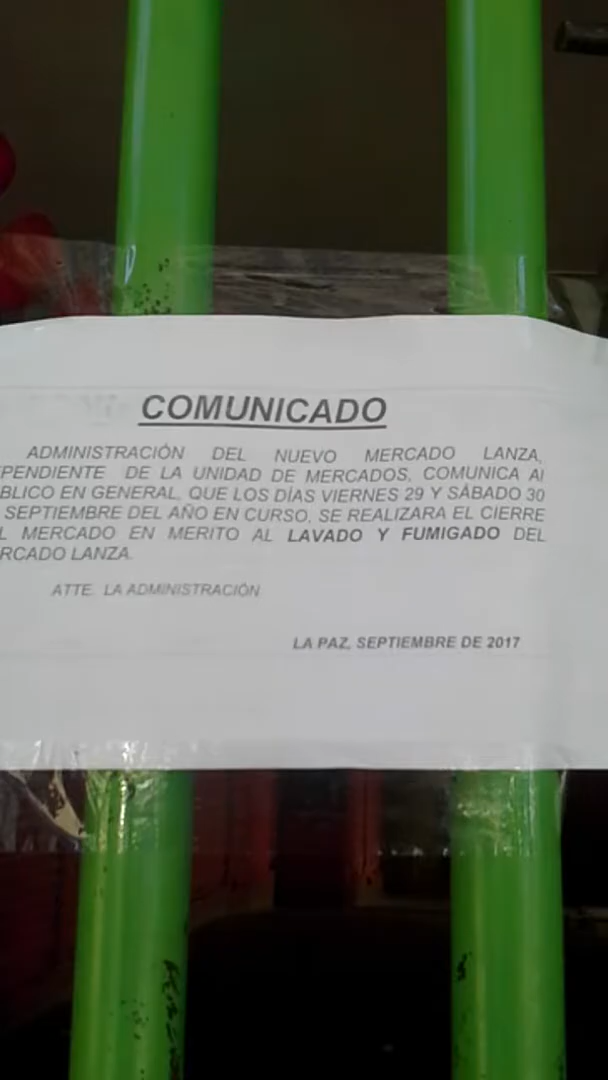 COMUNICADO
ADMINISTRACIÓN DEL NUEVO MERCADO LANZA,
PENDIENTE DE LA UNIDAD DE MERCADOS, COMUNICA Al
BLICO EN GENERAL, QUE LOS DÍAS VIERNES 29 Y SÁBADO 30
SEPTIEMBRE DEL AÑO EN CURSO, SE REALIZARA EL CIERRE
L MERCADO EN MERITO AL LAVADO Y FUMIGADO DEL
RCADO LANZA.
ATTE. LA ADMINISTRACIÓN
LA PAZ, SEPTIEMBRE DE 2017